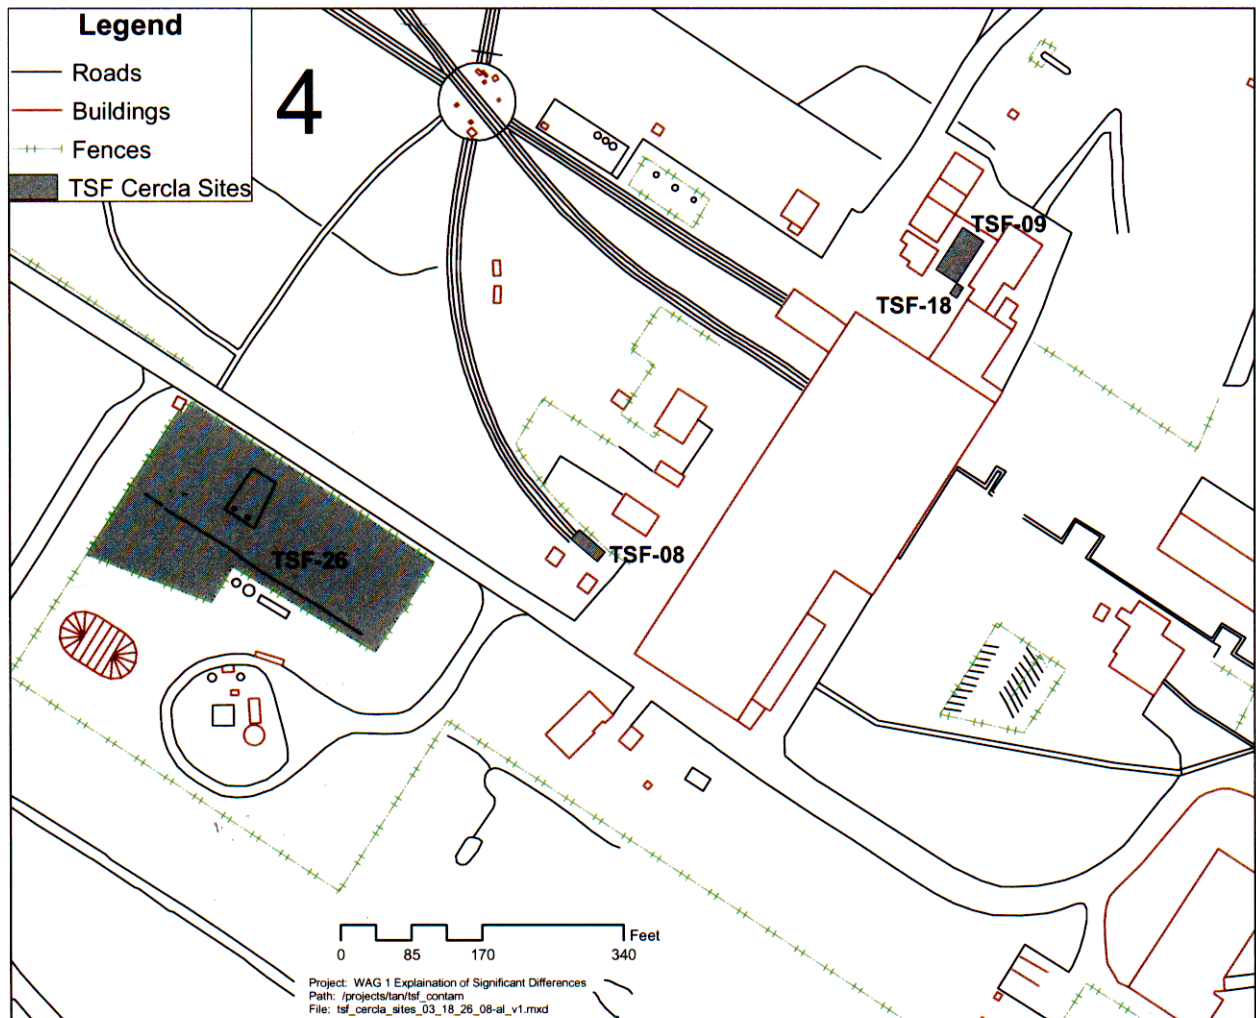 Legend
Roads
Buildings
Fences
TSF Cercla Sites
4
TSF-09
TSF-18
TSF-26
TSF-08
Feet
0 85 170 340
Project: WAG 1 Explaination of Significant Differences
Path: /projects/tan/tsf_contam
File: tsf_cercla_sites_03_18_26_08-al_v1.mxd